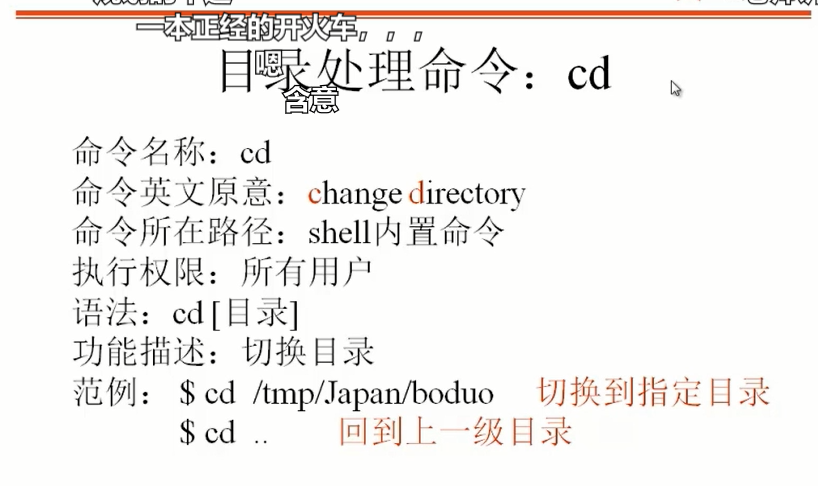 一本正经的开火车，，，
目录处理命令：cd
嗯
含意
命令名称：cd
命令英文原意：change directory
命令所在路径：shell内置命令
执行权限：所有用户
语法：cd [目录]
功能描述：切换目录
范例： $ cd /tmp/Japan/boduo 切换到指定目录
$ cd .. 回到上一级目录